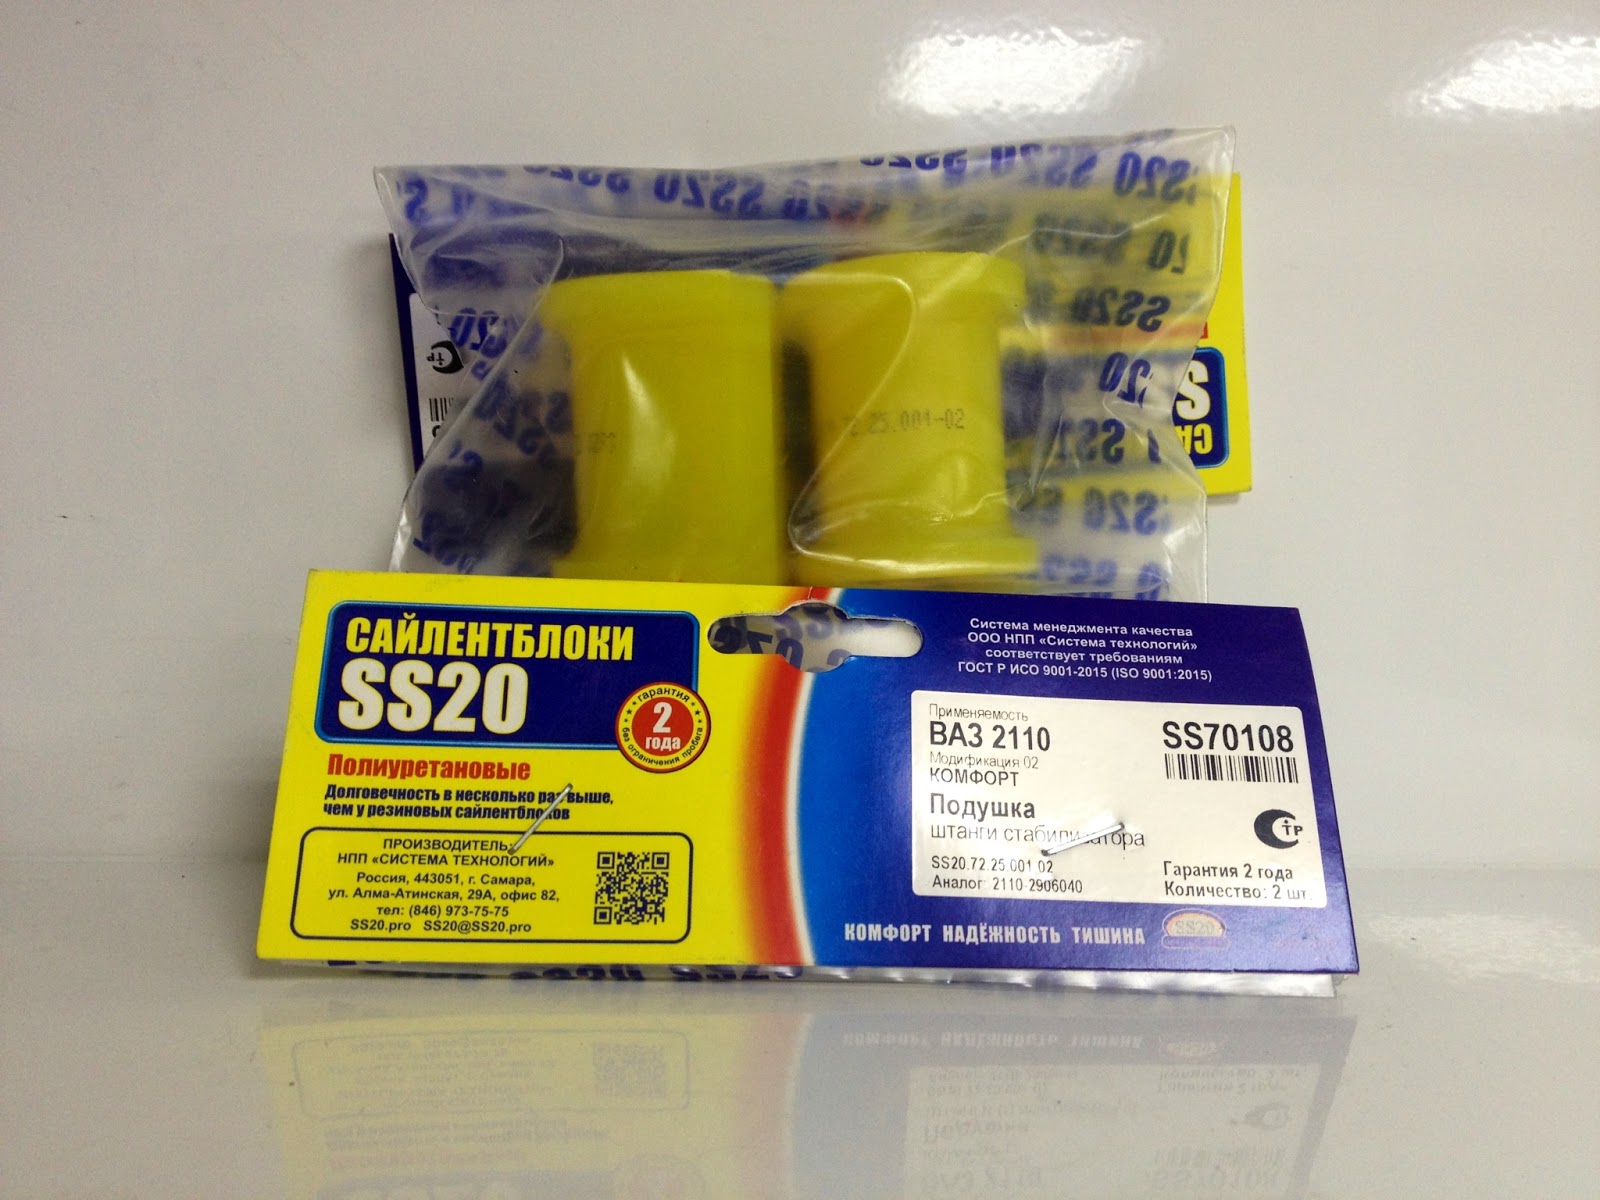 .25.001-02
САЙЛЕНТБЛОКИ
SS20
гарантия
2
года
без ограничения пробега
Полиуретановые
Долговечность в несколько раз выше,
чем у резиновых сайлентблоков
ПРОИЗВОДИТЕЛЬ:
НПП «СИСТЕМА ТЕХНОЛОГИЙ»
Россия, 443051, г. Самара,
ул. Алма-Атинская, 29А, офис 82,
тел: (846) 973-75-75
SS20.pro SS20@SS20.pro
Система менеджмента качества
ООО НПП «Система технологий»
соответствует требованиям
ГОСТ Р ИСО 9001-2015 (ISO 9001:2015)
Применяемость
ВАЗ 2110
SS70108
Модификация 02
КОМФОРТ
Подушка
штанги стабилизатора
SS20.72.25.001.02
Аналог: 2110-2906040
Гарантия 2 года
Количество: 2 шт.
КОМФОРТ НАДЁЖНОСТЬ ТИШИНА
SS20